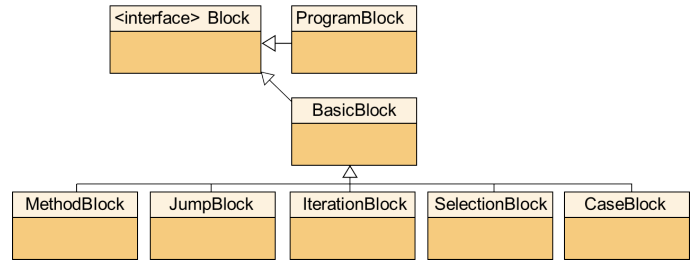 <interface> Block
ProgramBlock
BasicBlock
MethodBlock
JumpBlock
IterationBlock
SelectionBlock
CaseBlock